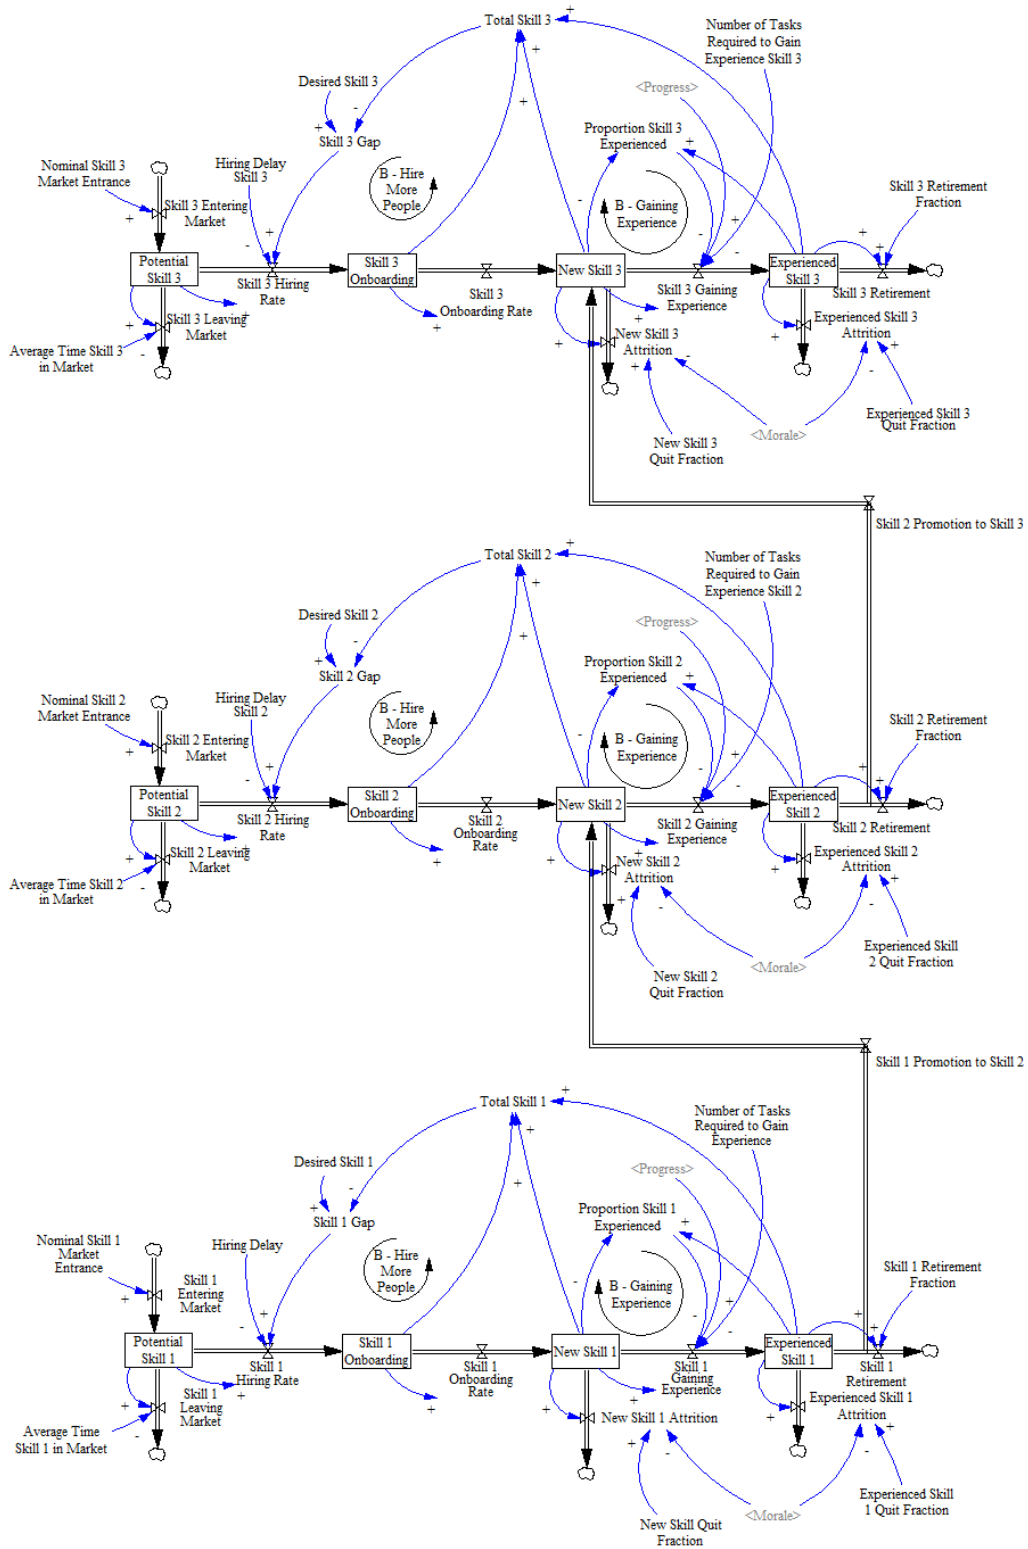 Total Skill 3
Number of Tasks
Required to Gain
Experience Skill 3
Desired Skill 3
<Progress>
Skill 3 Gap
Proportion Skill 3
Experienced
Nominal Skill 3
Market Entrance
Hiring Delay
Skill 3
B - Hire
More
People
Skill 3 Entering
Market
B - Gaining
Experience
Skill 3 Retirement
Fraction
Potential
Skill 3
Skill 3 Hiring
Rate
Skill 3
Onboarding
Skill 3
Onboarding Rate
New Skill 3
Skill 3 Gaining
Experience
Experienced
Skill 3
Skill 3 Retirement
Skill 3 Leaving
Market
Average Time Skill 3
in Market
New Skill 3
Attrition
Experienced Skill 3
Attrition
New Skill 3
Quit Fraction
<Morale>
Experienced Skill 3
Quit Fraction
Skill 2 Promotion to Skill 3
Total Skill 2
Number of Tasks
Required to Gain
Experience Skill 2
Desired Skill 2
<Progress>
Skill 2 Gap
Proportion Skill 2
Experienced
Nominal Skill 2
Market Entrance
Hiring Delay
Skill 2
B - Hire
More
People
Skill 2 Entering
Market
B - Gaining
Experience
Skill 2 Retirement
Fraction
Potential
Skill 2
Skill 2 Hiring
Rate
Skill 2
Onboarding
Skill 2
Onboarding
Rate
New Skill 2
Skill 2 Gaining
Experience
Experienced
Skill 2
Skill 2 Retirement
Skill 2 Leaving
Market
Average Time Skill 2
in Market
New Skill 2
Attrition
Experienced Skill 2
Attrition
New Skill 2
Quit Fraction
<Morale>
Experienced Skill
2 Quit Fraction
Skill 1 Promotion to Skill 2
Total Skill 1
Number of Tasks
Required to Gain
Experience
Desired Skill 1
<Progress>
Skill 1 Gap
Proportion Skill 1
Experienced
Nominal Skill 1
Market
Entrance
Hiring Delay
B - Hire
More
People
Skill 1
Entering
Market
B - Gaining
Experience
Skill 1 Retirement
Fraction
Potential
Skill 1
Skill 1
Hiring Rate
Skill 1
Onboarding
Skill 1
Onboarding
Rate
New Skill 1
Skill 1
Gaining
Experience
Experienced
Skill 1
Skill 1
Retirement
Skill 1
Leaving
Market
Average Time
Skill 1 in Market
New Skill 1 Attrition
Experienced Skill 1
Attrition
New Skill Quit
Fraction
<Morale>
Experienced Skill
1 Quit Fraction